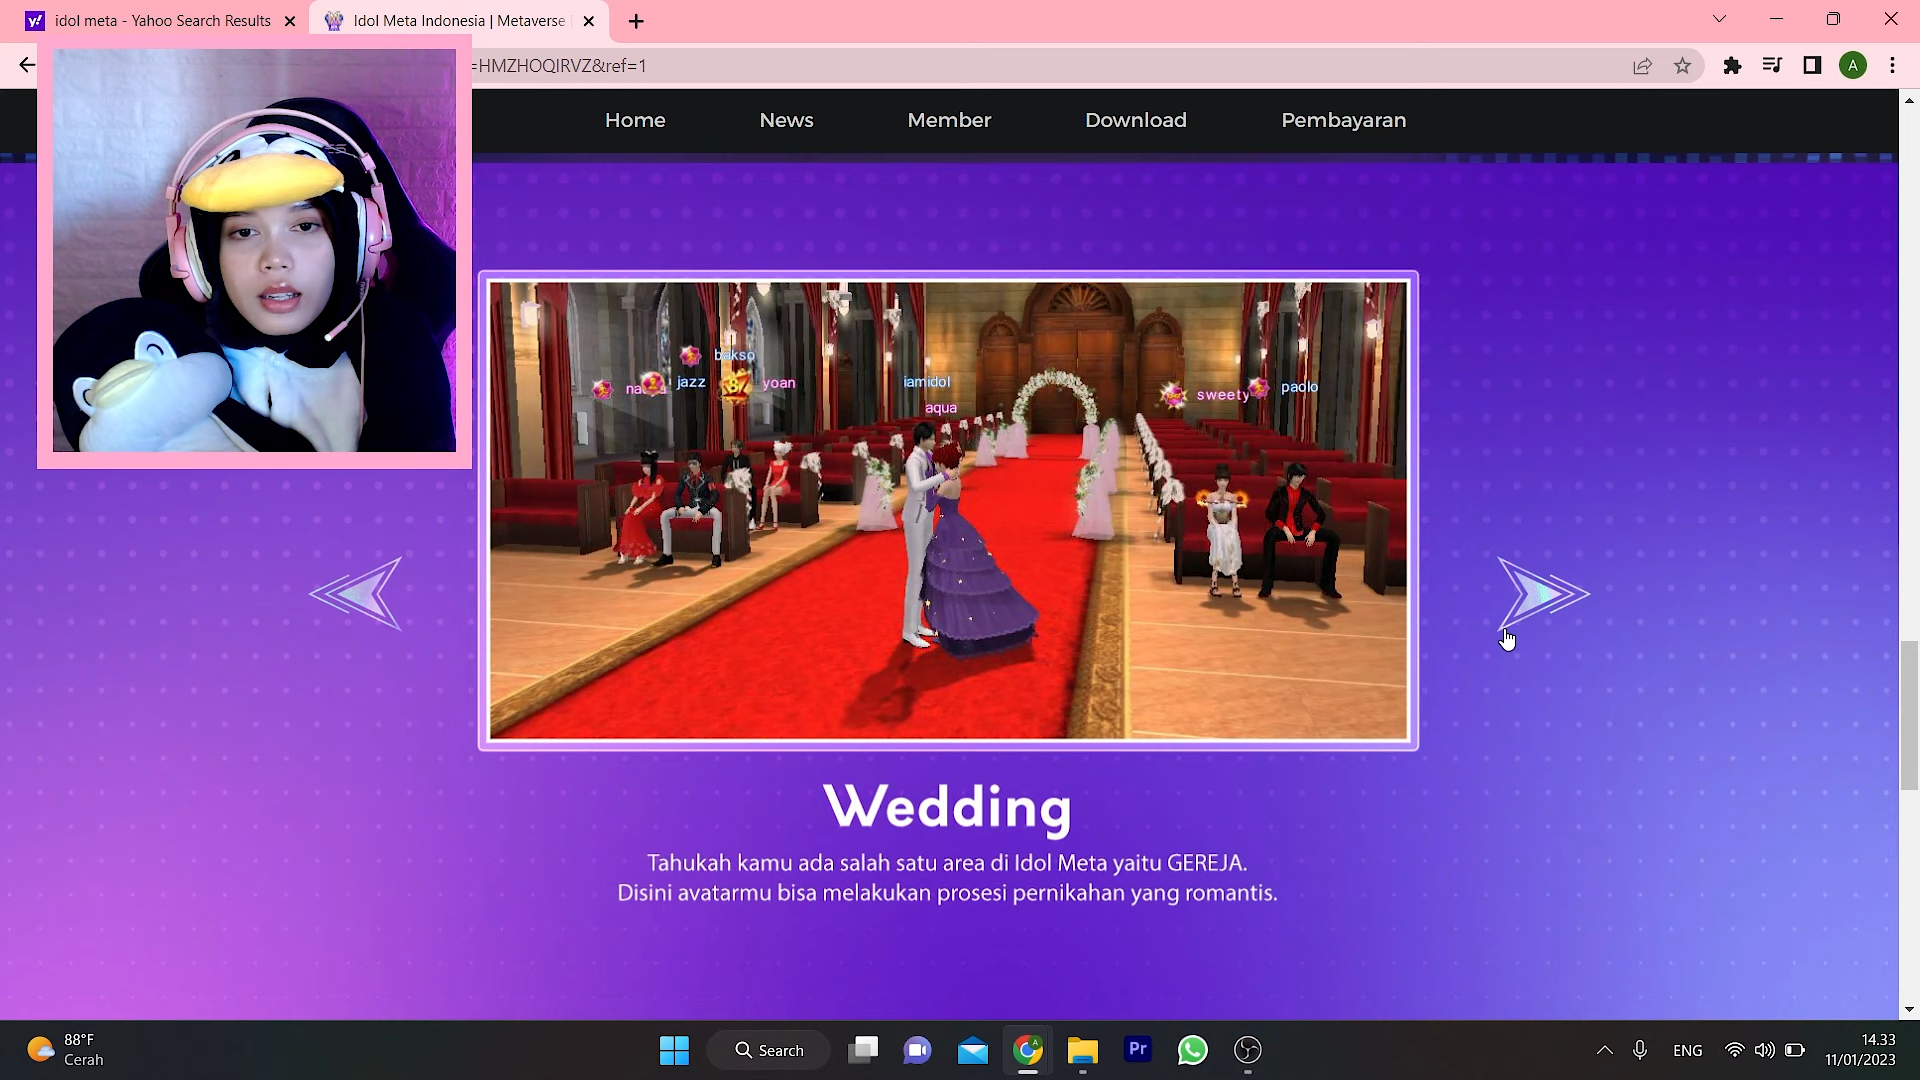 idol meta - Yahoo Search Results
Idol Meta Indonesia | Metaverse
=HMZHOQIRVZ&ref=1
A
Home
News
Member
Download
Pembayaran
bakso
jazz
yoan
iamidol
aqua
sweety
paolo
Wedding
Tahukah kamu ada salah satu area di Idol Meta yaitu GEREJA.
Disini avatarmu bisa melakukan prosesi pernikahan yang romantis.
88°F
Cerah
Search
Pr
ENG
14.33
11/01/2023